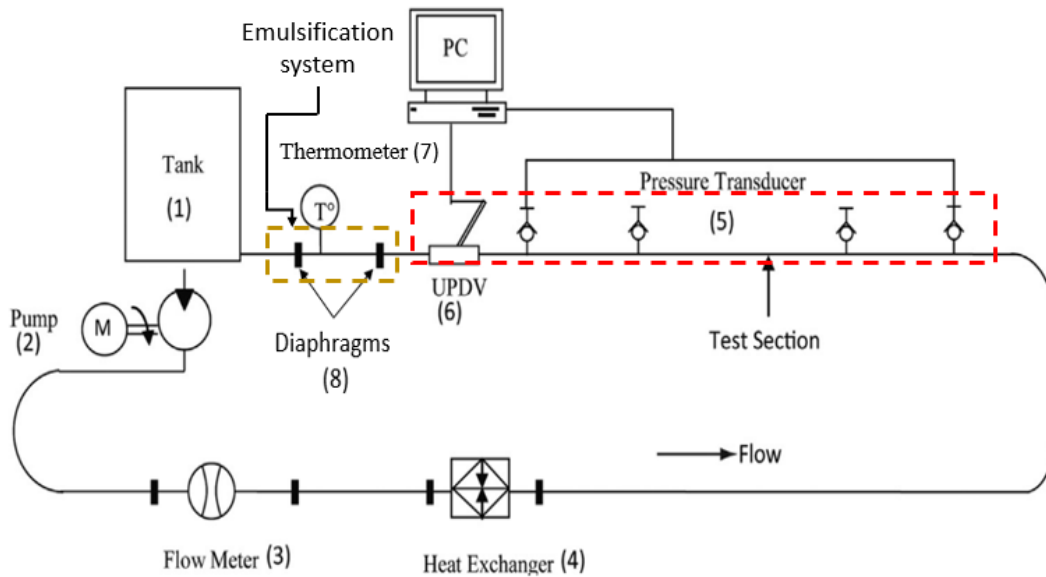 Emulsification
system
PC
Tank
(1)
Thermometer (7)
T°
Pressure Transducer
(5)
UPDV
(6)
Pump
(2)
M
Diaphragms
(8)
Test Section
Flow
Flow Meter (3)
Heat Exchanger (4)